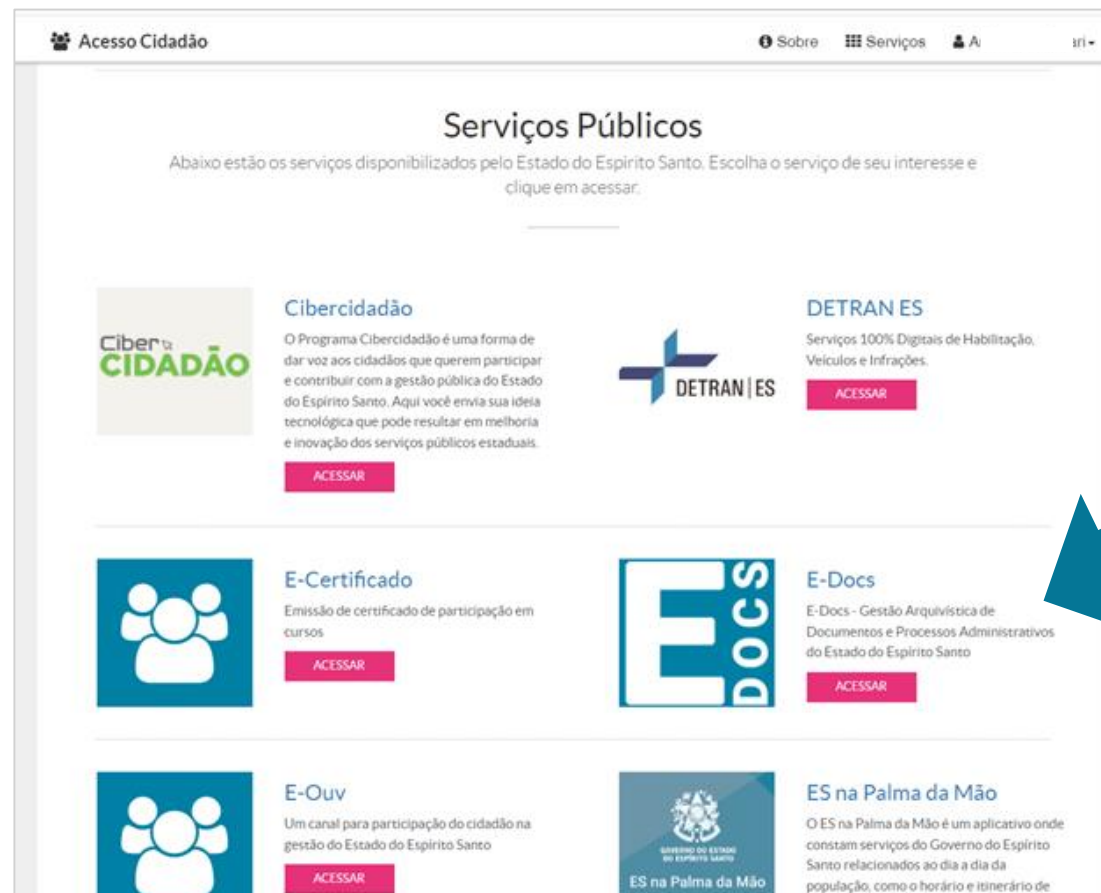 Acesso Cidadão
Sobre
Serviços
Serviços Públicos
Abaixo estão os serviços disponibilizados pelo Estado do Espírito Santo. Escolha o serviço de seu interesse e
clique em acessar.
Ciber
CIDADÃO
Cibercidadão
O Programa Cibercidadão é uma forma de
dar voz aos cidadãos que querem participar
e contribuir com a gestão pública do Estado
do Espírito Santo. Aqui você envia sua ideia
tecnológica que pode resultar em melhoria
e inovação dos serviços públicos estaduais.
ACESSAR
DETRAN|ES
DETRAN ES
Serviços 100% Digitais de Habilitação,
Veículos e Infrações.
ACESSAR
E-Certificado
Emissão de certificado de participação em
cursos
ACESSAR
E DOCS
E-Docs
E-Docs - Gestão Arquivística de
Documentos e Processos Administrativos
do Estado do Espírito Santo
ACESSAR
E-Ouv
Um canal para participação do cidadão na
gestão do Estado do Espírito Santo
ACESSAR
GOVERNO DO ESTADO
DO ESPÍRITO SANTO
ES na Palma da Mão
ES na Palma da Mão
O ES na Palma da Mão é um aplicativo onde
constam serviços do Governo do Espírito
Santo relacionados ao dia a dia da
população, como o horário e itinerário de